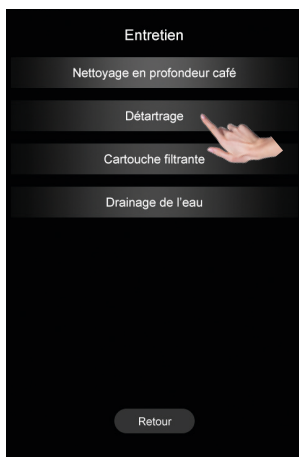 Entretien
Nettoyage en profondeur café
Détartrage
Cartouche filtrante
Drainage de l'eau
Retour